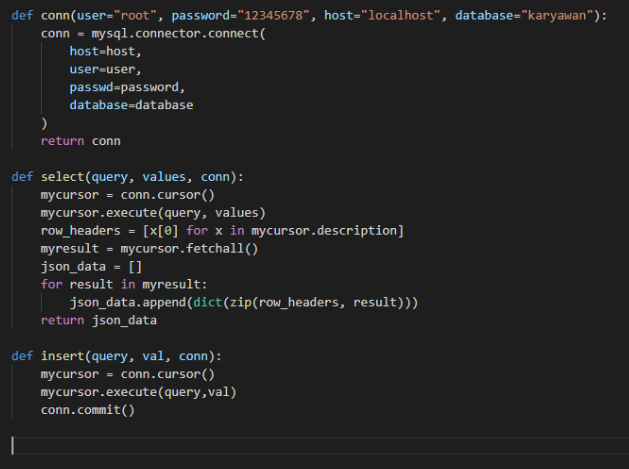 def conn(user="root", password="12345678", host="localhost", database="karyawan"):
    conn = mysql.connector.connect(
        host=host,
        user=user,
        passwd=password,
        database=database
    )
    return conn

def select(query, values, conn):
    mycursor = conn.cursor()
    mycursor.execute(query, values)
    row_headers = [x[0] for x in mycursor.description]
    myresult = mycursor.fetchall()
    json_data = []
    for result in myresult:
        json_data.append(dict(zip(row_headers, result)))
    return json_data

def insert(query, val, conn):
    mycursor = conn.cursor()
    mycursor.execute(query,val)
    conn.commit()